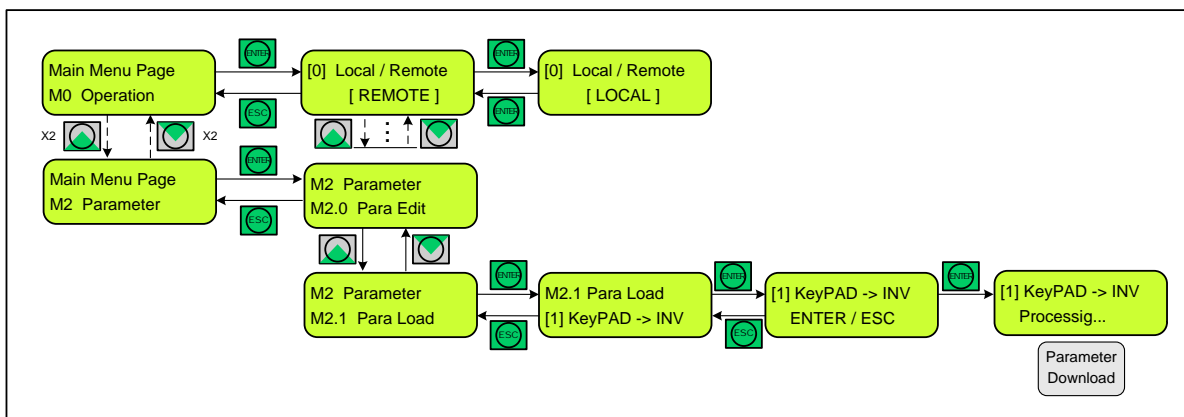 ENTER
ENTER
Main Menu Page
M0 Operation
[0] Local / Remote
[ REMOTE ]
[0] Local / Remote
[ LOCAL ]
ESC
ENTER
X2
X2
ENTER
Main Menu Page
M2 Parameter
M2 Parameter
M2.0 Para Edit
ESC
ENTER
ENTER
ENTER
M2 Parameter
M2.1 Para Load
M2.1 Para Load
[1] KeyPAD -> INV
[1] KeyPAD -> INV
ENTER / ESC
[1] KeyPAD -> INV
Processig...
ESC
ESC
Parameter
Download